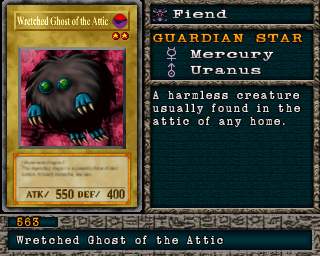 Wretched Ghost of the Attic
ATK/ 550 DEF/ 400
Fiend
GUARDIAN STAR
Mercury
Uranus
A harmless creature
usually found in the
attic of any home.
563
Wretched Ghost of the Attic